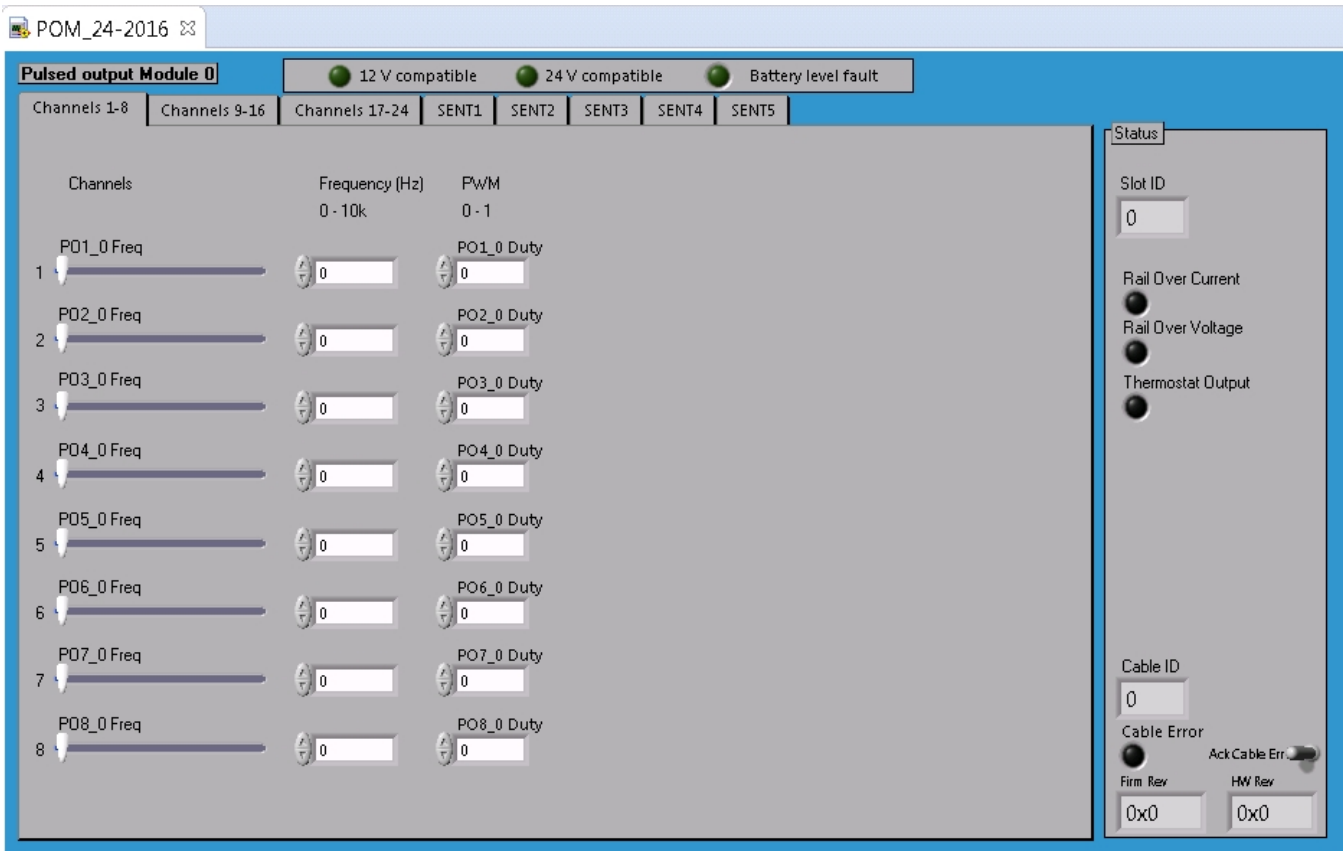 POM_24-2016
Pulsed output Module 0
12 V compatible 24 V compatible Battery level fault
Channels 1-8 Channels 9-16 Channels 17-24 SENT1 SENT2 SENT3 SENT4 SENT5
Channels Frequency (Hz) PWM
0 - 10k 0 - 1
PO1_0 Freq PO1_0 Duty
1 0 0
PO2_0 Freq PO2_0 Duty
2 0 0
PO3_0 Freq PO3_0 Duty
3 0 0
PO4_0 Freq PO4_0 Duty
4 0 0
PO5_0 Freq PO5_0 Duty
5 0 0
PO6_0 Freq PO6_0 Duty
6 0 0
PO7_0 Freq PO7_0 Duty
7 0 0
PO8_0 Freq PO8_0 Duty
8 0 0
Status
Slot ID
0
Rail Over Current
Rail Over Voltage
Thermostat Output
Cable ID
0
Cable Error
Ack Cable Err
Firm Rev HW Rev
0x0 0x0